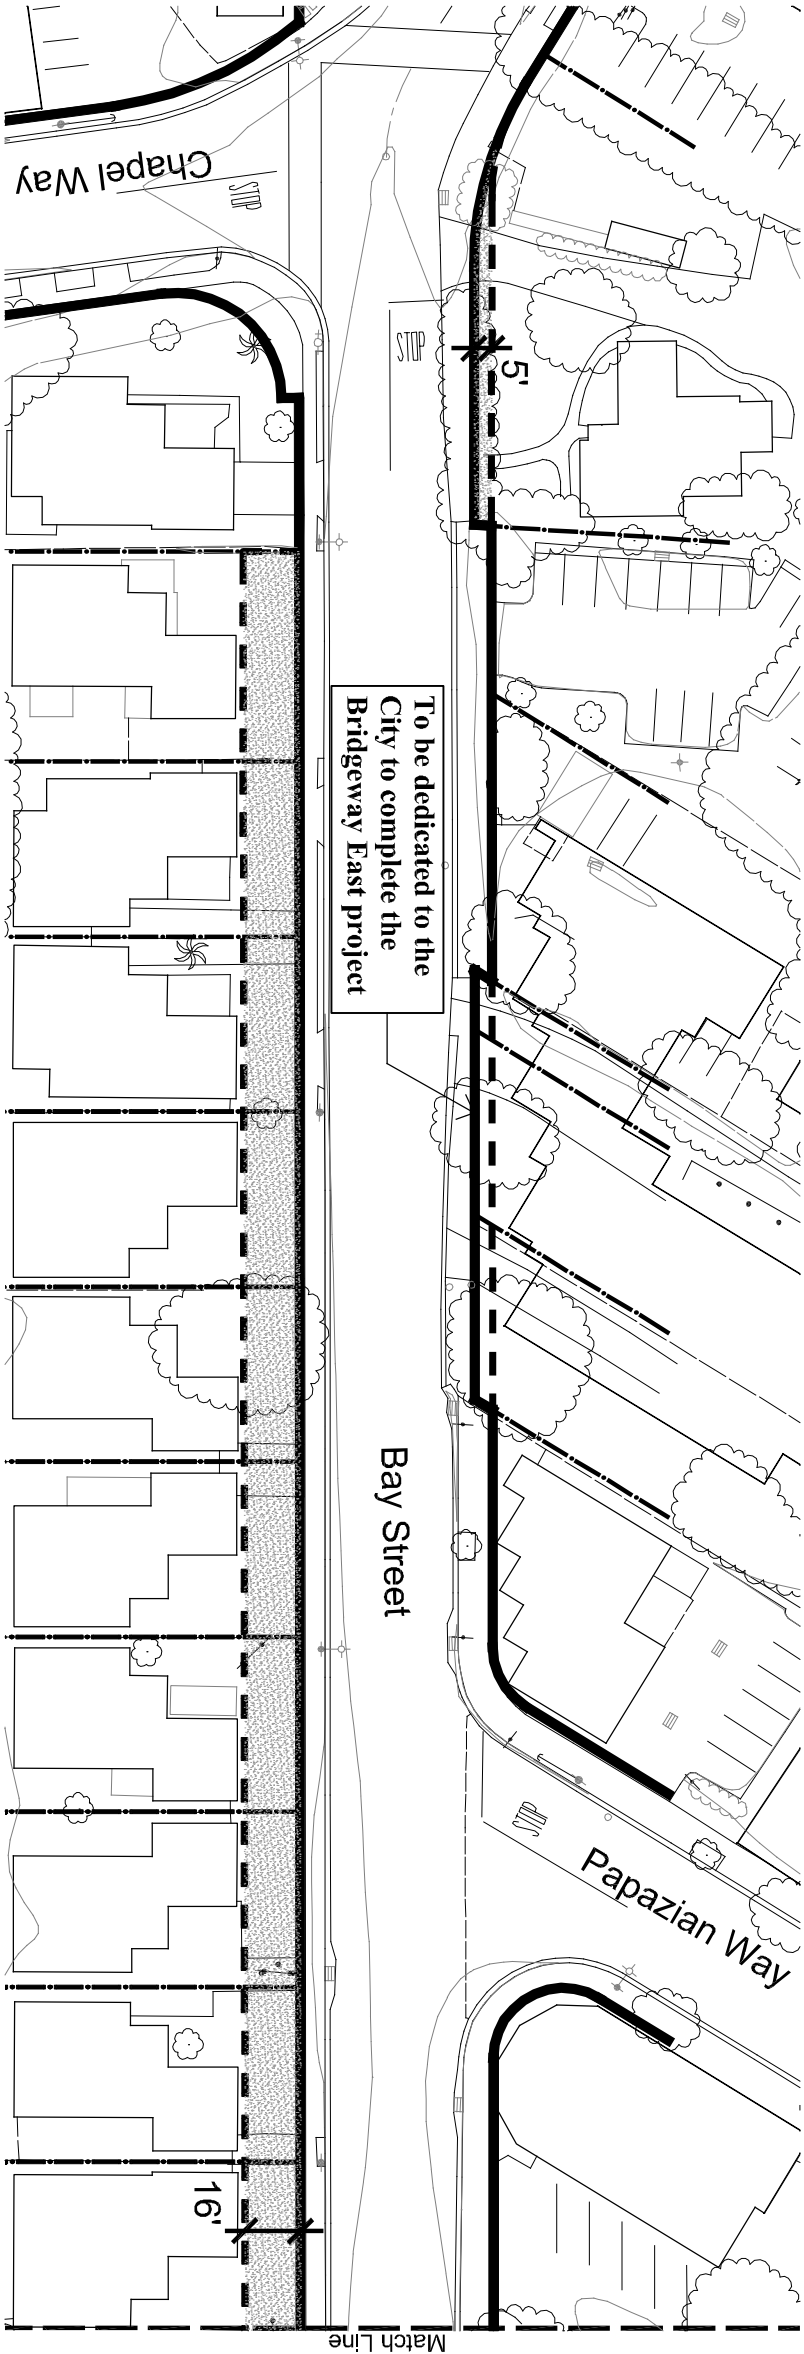 Chapel Way
STOP
STOP
5'
To be dedicated to the
City to complete the
Bridgeway East project
Bay Street
STOP
Papazian Way
16'
Match Line